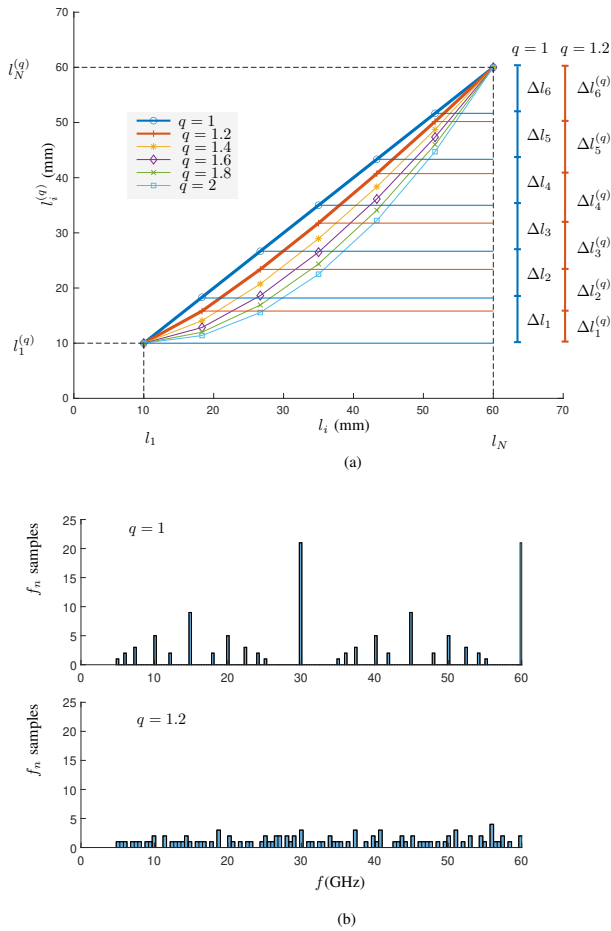 q = 1 q = 1.2
70
60
50
40
30
20
10
0
l_N^{(q)}
l_1^{(q)}
l_i^{(q)} (mm)
q = 1
q = 1.2
q = 1.4
q = 1.6
q = 1.8
q = 2
Δl_6 Δl_6^{(q)}
Δl_5 Δl_5^{(q)}
Δl_4 Δl_4^{(q)}
Δl_3 Δl_3^{(q)}
Δl_2 Δl_2^{(q)}
Δl_1 Δl_1^{(q)}
0 10 20 30 40 50 60 70
l_i (mm)
l_1 l_N
(a)
25
20
15
10
5
0
f_n samples
q = 1
0 10 20 30 40 50 60
25
20
15
10
5
0
f_n samples
q = 1.2
0 10 20 30 40 50 60
f(GHz)
(b)